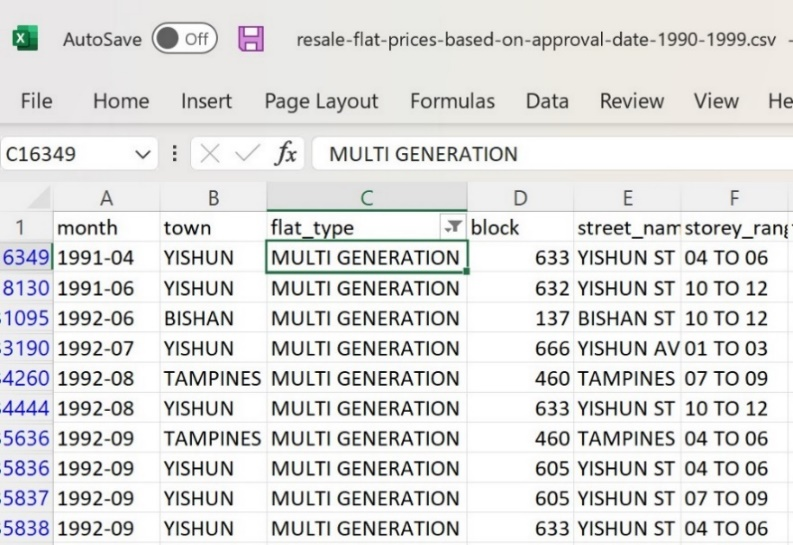 AutoSave Off resale-flat-prices-based-on-approval-date-1990-1999.csv -
File Home Insert Page Layout Formulas Data Review View He
C16349 fx MULTI GENERATION
A B C D E F
1 month town flat_type block street_nam storey_rang
6349 1991-04 YISHUN MULTI GENERATION 633 YISHUN ST 04 TO 06
8130 1991-06 YISHUN MULTI GENERATION 632 YISHUN ST 10 TO 12
1095 1992-06 BISHAN MULTI GENERATION 137 BISHAN ST 10 TO 12
3190 1992-07 YISHUN MULTI GENERATION 666 YISHUN AV 01 TO 03
4260 1992-08 TAMPINES MULTI GENERATION 460 TAMPINES 07 TO 09
4444 1992-08 YISHUN MULTI GENERATION 633 YISHUN ST 10 TO 12
5636 1992-09 TAMPINES MULTI GENERATION 460 TAMPINES 04 TO 06
5836 1992-09 YISHUN MULTI GENERATION 605 YISHUN ST 04 TO 06
5837 1992-09 YISHUN MULTI GENERATION 605 YISHUN ST 07 TO 09
5838 1992-09 YISHUN MULTI GENERATION 633 YISHUN ST 04 TO 06